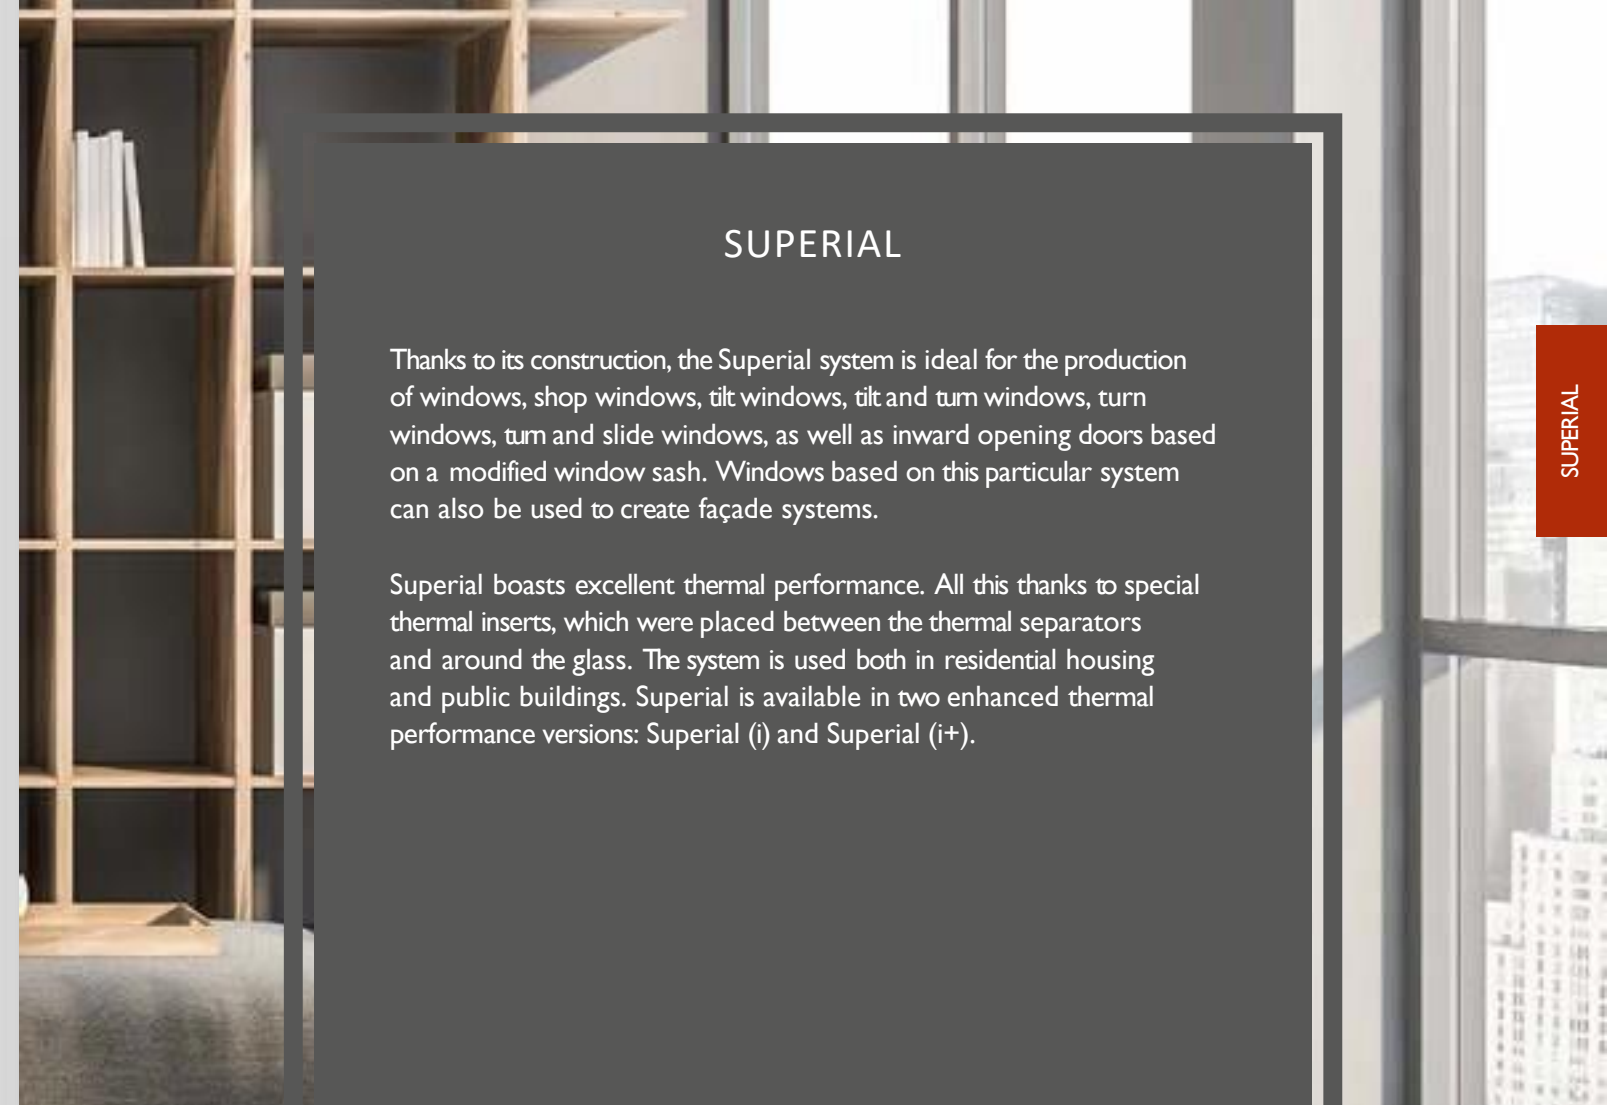 SUPERIAL
Thanks to its construction, the Superial system is ideal for the production
of windows, shop windows, tilt windows, tilt and turn windows, turn
windows, turn and slide windows, as well as inward opening doors based
on a modified window sash. Windows based on this particular system
can also be used to create façade systems.
Superial boasts excellent thermal performance. All this thanks to special
thermal inserts, which were placed between the thermal separators
and around the glass. The system is used both in residential housing
and public buildings. Superial is available in two enhanced thermal
performance versions: Superial (i) and Superial (i+).
SUPERIAL